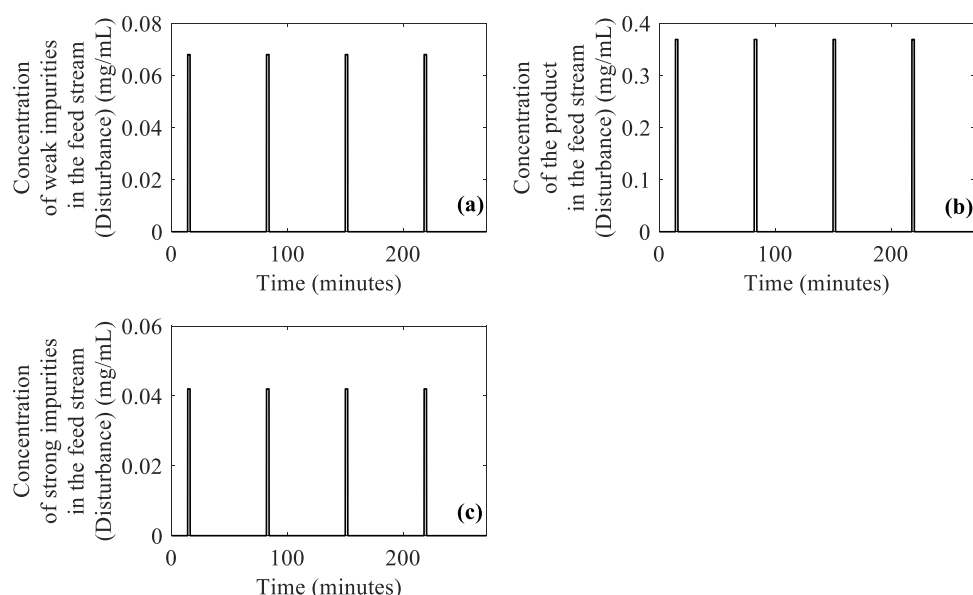 Concentration
of weak impurities
in the feed stream
(Disturbance) (mg/mL)
0.08
0.06
0.04
0.02
0
0
100
200
Time (minutes)
(a)
Concentration
of the product
in the feed stream
(Disturbance) (mg/mL)
0.4
0.3
0.2
0.1
0
0
100
200
Time (minutes)
(b)
Concentration
of strong impurities
in the feed stream
(Disturbance) (mg/mL)
0.06
0.04
0.02
0
0
100
200
Time (minutes)
(c)